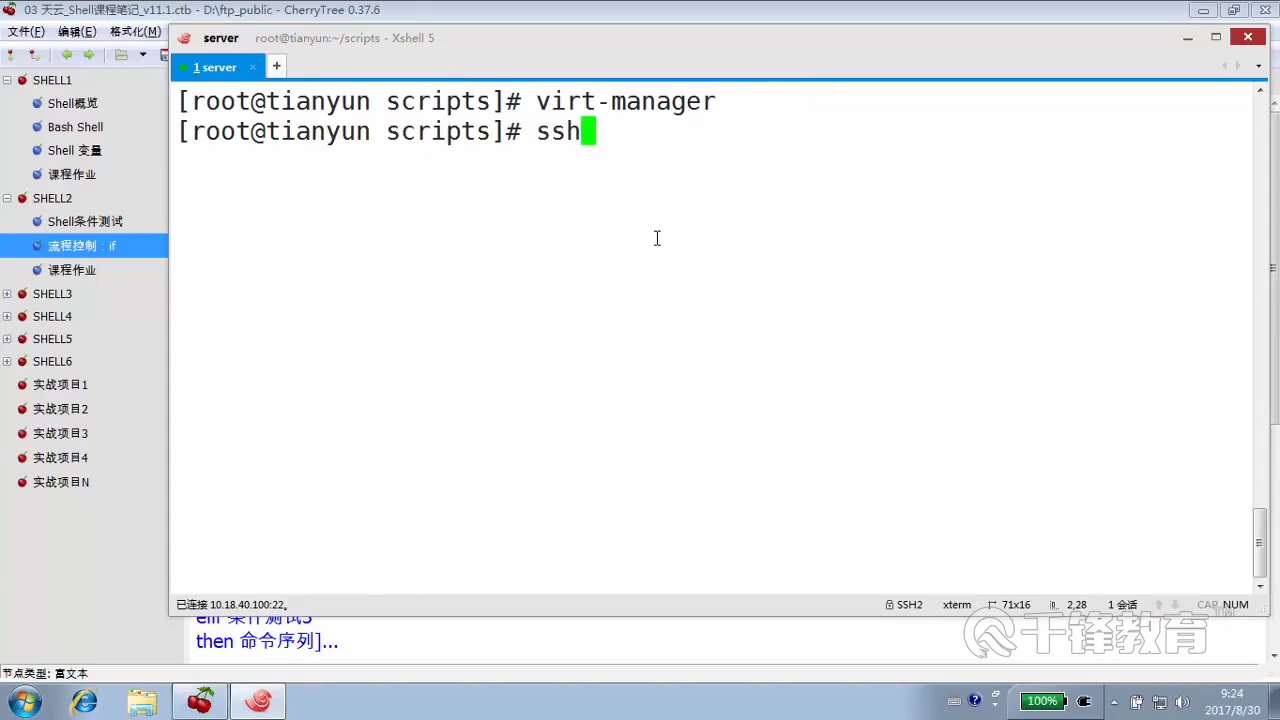 03 天云_Shell课程笔记_v11.1.ctb - D:\ftp_public - CherryTree 0.37.6
文件(F) 编辑(E) 格式化(M)
server root@tianyun:~/scripts - Xshell 5
1 server × +
SHELL1
Shell概览
Bash Shell
Shell 变量
课程作业
SHELL2
Shell条件测试
流程控制：if
课程作业
SHELL3
SHELL4
SHELL5
SHELL6
实战项目1
实战项目2
实战项目3
实战项目4
实战项目N
[root@tianyun scripts]# virt-manager
[root@tianyun scripts]# ssh
已连接 10.18.40.100:22。 SSH2 xterm 71x16 2,28 1 会话 CAP NUM
elif 条件测试3
then 命令序列]...
千锋教育 TM
节点类型: 富文本
100% 9:24
2017/8/30